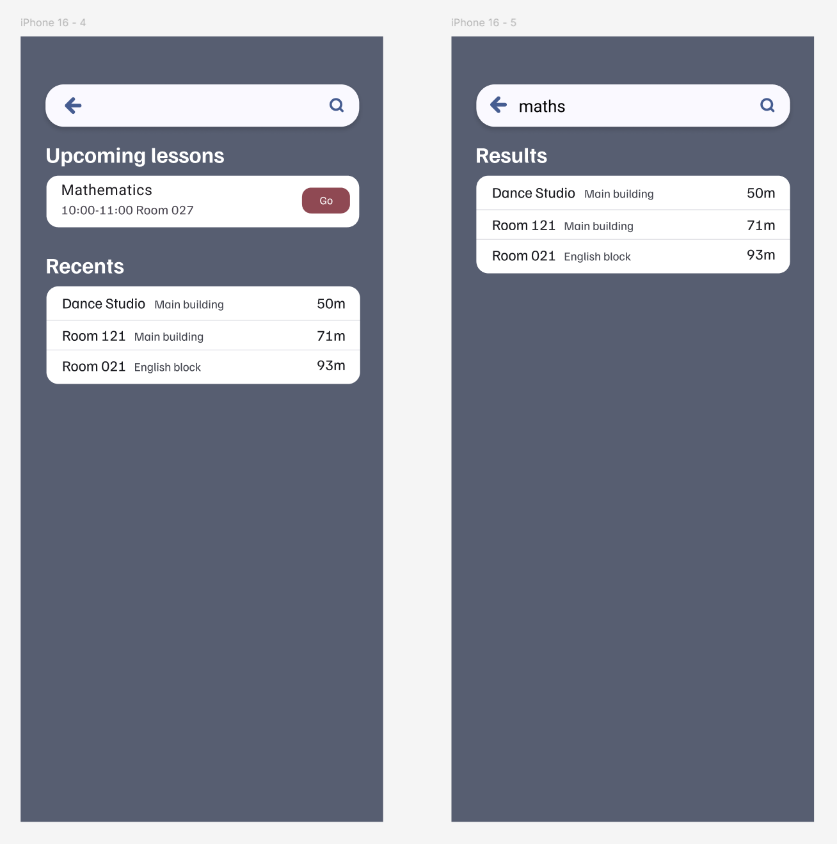 iPhone 16 - 4
Upcoming lessons
Mathematics
10:00-11:00 Room 027
Go
Recents
Dance Studio Main building 50m
Room 121 Main building 71m
Room 021 English block 93m
iPhone 16 - 5
maths
Results
Dance Studio Main building 50m
Room 121 Main building 71m
Room 021 English block 93m